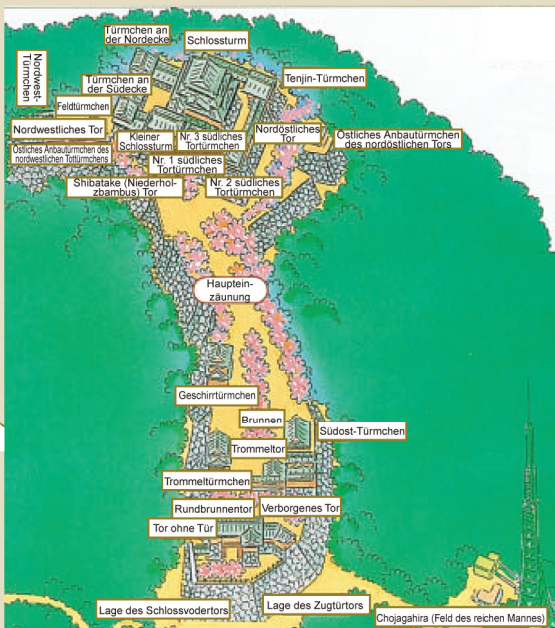 Türmchen an
der Nordecke
Schlossturm
Nordwest-
Türmchen
Türmchen an
der Südecke
Tenjin-Türmchen
Feldtürmchen
Nordwestliches Tor
Kleiner
Schlossturm
Nr. 3 südliches
Tortürmchen
Nordöstliches
Tor
Östliches Anbautürmchen
des nordöstlichen Tors
Östliches Anbautürmchen des
nordwestlichen Tottürmchens
Nr. 1 südliches
Tortürmchen
Shibatake (Niederhol-
zbambus) Tor
Nr. 2 südliches
Tortürmchen
Hauptein-
zäunung
Geschirrtürmchen
Brunnen
Südost-Türmchen
Trommeltor
Trommeltürmchen
Rundbrunnentor
Verborgenes Tor
Tor ohne Tür
Lage des Schlossvodertors
Lage des Zugtürtors
Chojagahira (Feld des reichen Mannes)